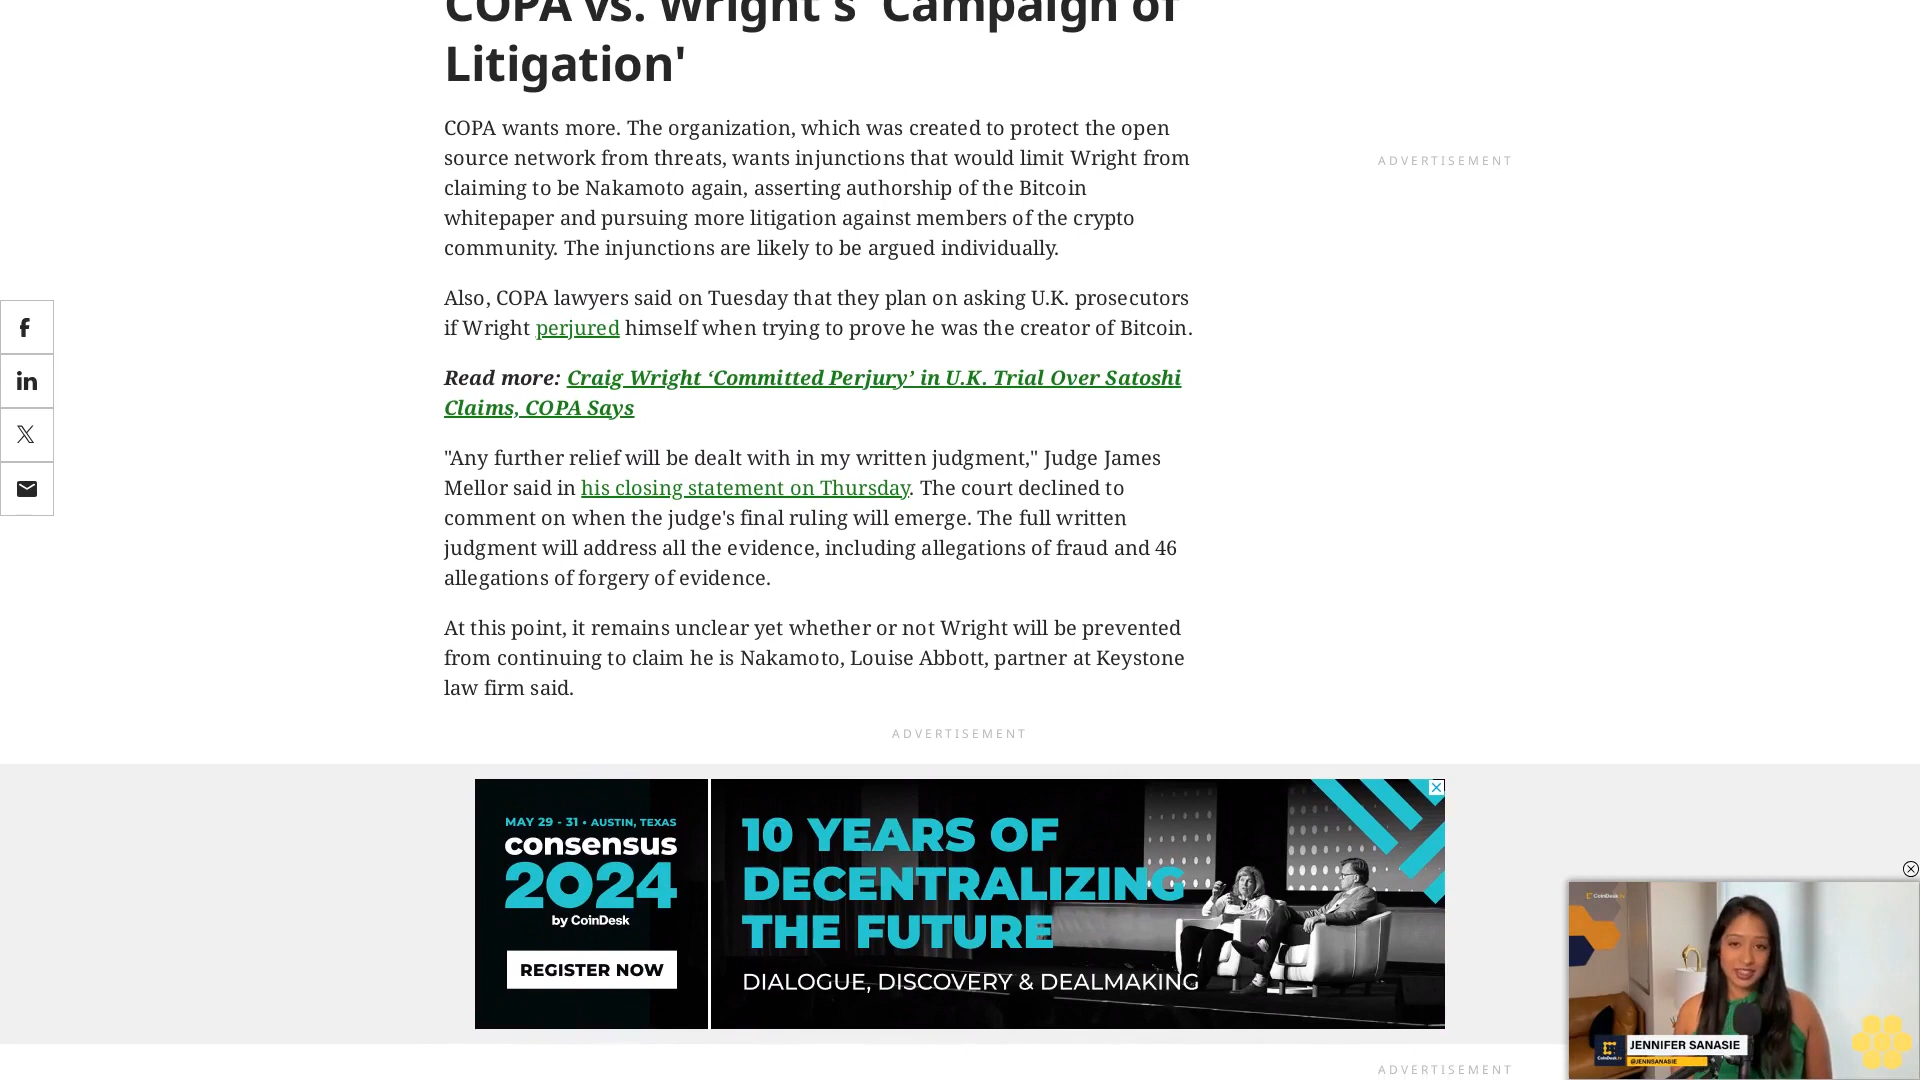 COPA vs. Wright's 'Campaign of
Litigation'
COPA wants more. The organization, which was created to protect the open
source network from threats, wants injunctions that would limit Wright from
claiming to be Nakamoto again, asserting authorship of the Bitcoin
whitepaper and pursuing more litigation against members of the crypto
community. The injunctions are likely to be argued individually.
ADVERTISEMENT
Also, COPA lawyers said on Tuesday that they plan on asking U.K. prosecutors
if Wright perjured himself when trying to prove he was the creator of Bitcoin.
Read more: Craig Wright ‘Committed Perjury’ in U.K. Trial Over Satoshi
Claims, COPA Says
"Any further relief will be dealt with in my written judgment," Judge James
Mellor said in his closing statement on Thursday. The court declined to
comment on when the judge's final ruling will emerge. The full written
judgment will address all the evidence, including allegations of fraud and 46
allegations of forgery of evidence.
At this point, it remains unclear yet whether or not Wright will be prevented
from continuing to claim he is Nakamoto, Louise Abbott, partner at Keystone
law firm said.
ADVERTISEMENT
MAY 29 - 31 • AUSTIN, TEXAS
consensus
2024
by CoinDesk
REGISTER NOW
10 YEARS OF
DECENTRALIZING
THE FUTURE
DIALOGUE, DISCOVERY & DEALMAKING
CoinDesk
JENNIFER SANASIE
@JENNSANASIE
ADVERTISEMENT